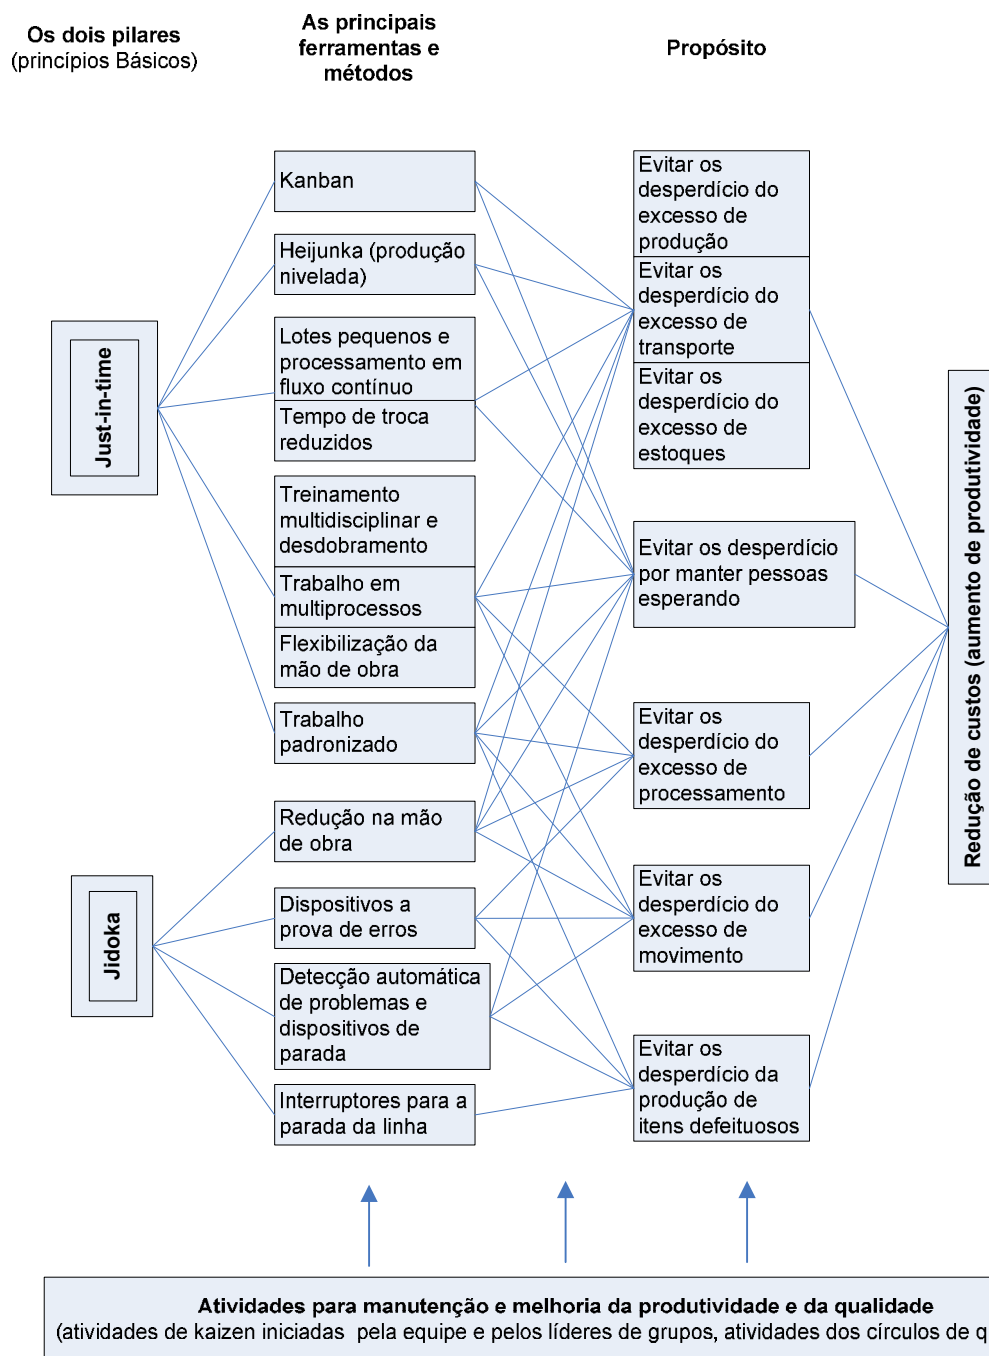 Os dois pilares
(princípios Básicos)
As principais
ferramentas e
métodos
Propósito
Just-in-time
Jidoka
Kanban
Heijunka (produção
nivelada)
Lotes pequenos e
processamento em
fluxo contínuo
Tempo de troca
reduzidos
Treinamento
multidisciplinar e
desdobramento
Trabalho em
multiprocessos
Flexibilização da
mão de obra
Trabalho
padronizado
Redução na mão
de obra
Dispositivos a
prova de erros
Detecção automática
de problemas e
dispositivos de
parada
Interruptores para a
parada da linha
Evitar os
desperdício do
excesso de
produção
Evitar os
desperdício do
excesso de
transporte
Evitar os
desperdício do
excesso de
estoques
Evitar os desperdício
por manter pessoas
esperando
Evitar os
desperdício do
excesso de
processamento
Evitar os
desperdício do
excesso de
movimento
Evitar os
desperdício da
produção de
itens defeituosos
Redução de custos (aumento de produtividade)
Atividades para manutenção e melhoria da produtividade e da qualidade
(atividades de kaizen iniciadas pela equipe e pelos líderes de grupos, atividades dos círculos de